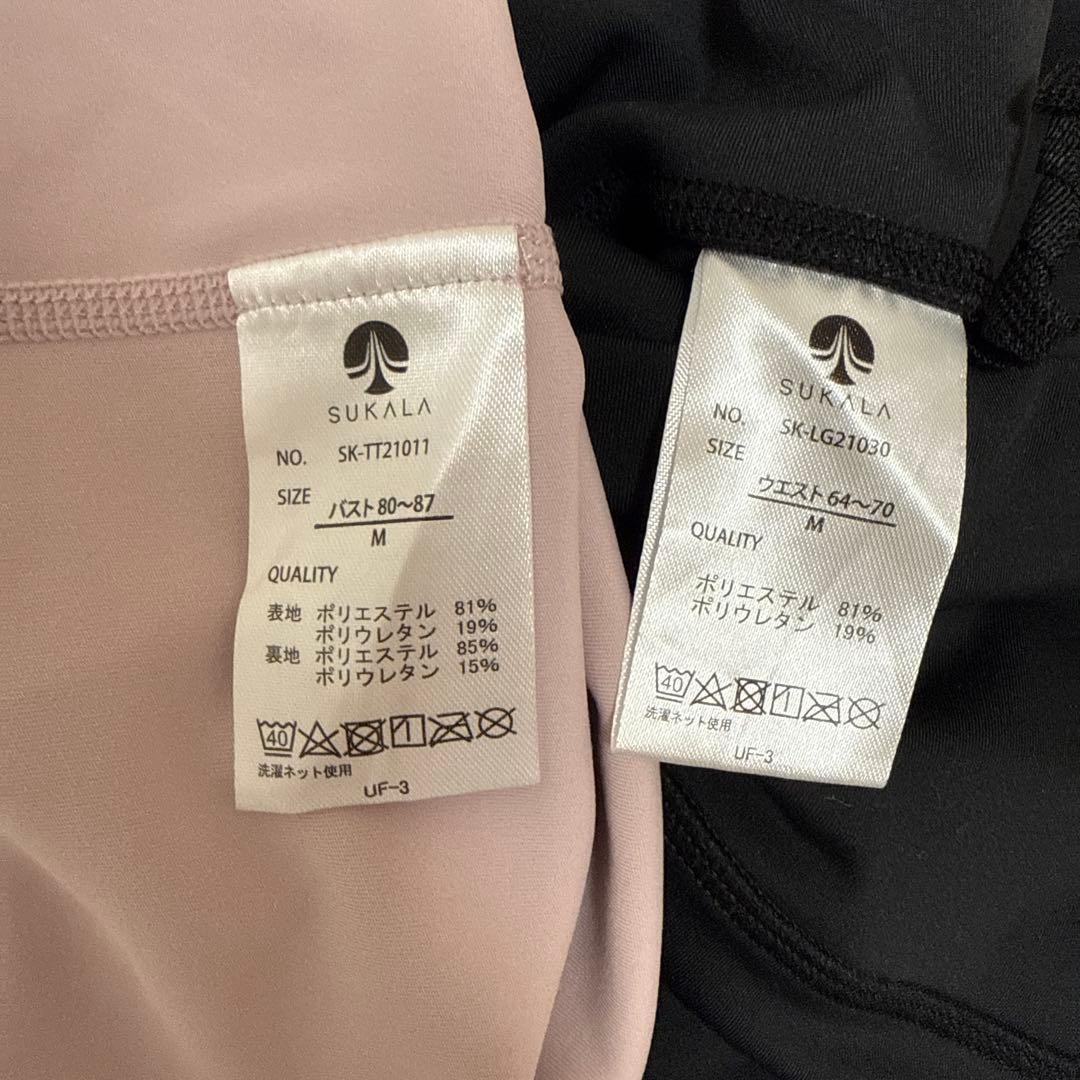 SUKALA
NO. SK-TT21011
SIZE バスト 80〜87
M
QUALITY
表地 ポリエステル 81%
ポリウレタン 19%
裏地 ポリエステル 85%
ポリウレタン 15%
40
洗濯ネット使用
UF-3
SUKALA
NO. SK-LG21030
SIZE ウエスト 64〜70
M
QUALITY
ポリエステル 81%
ポリウレタン 19%
40
洗濯ネット使用
UF-3